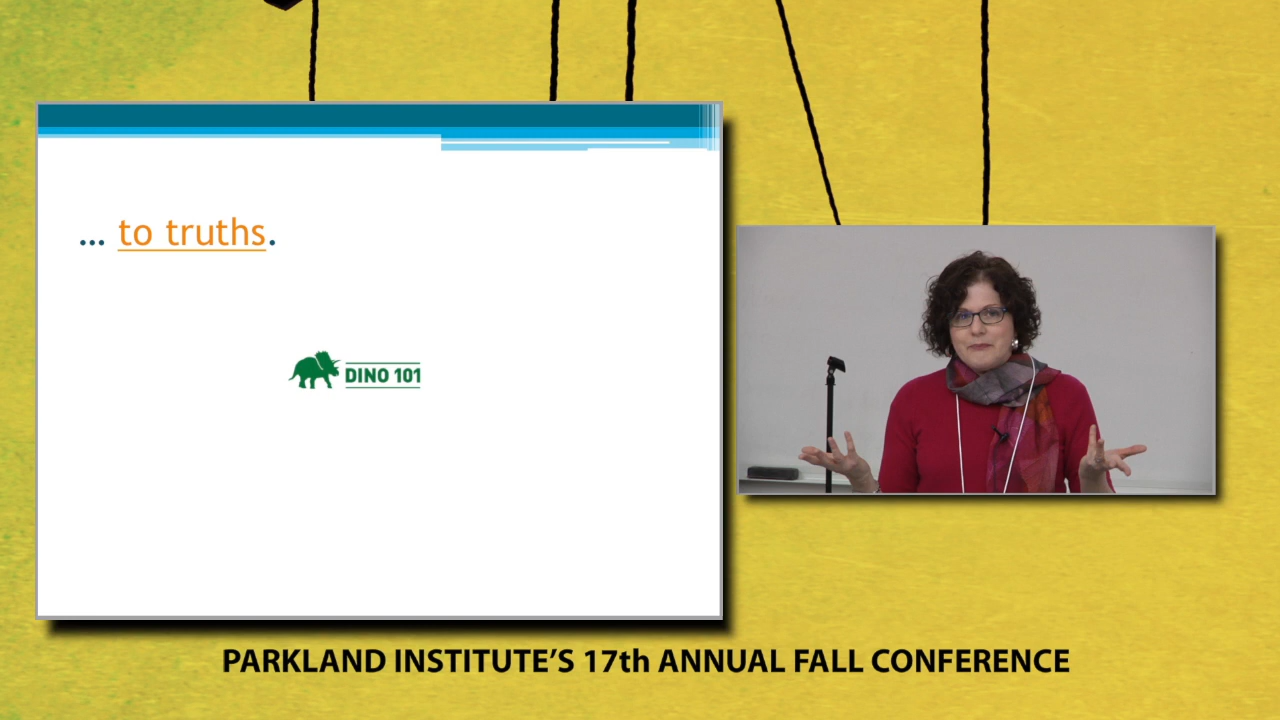 ... to truths.
DINO 101
PARKLAND INSTITUTE'S 17th ANNUAL FALL CONFERENCE